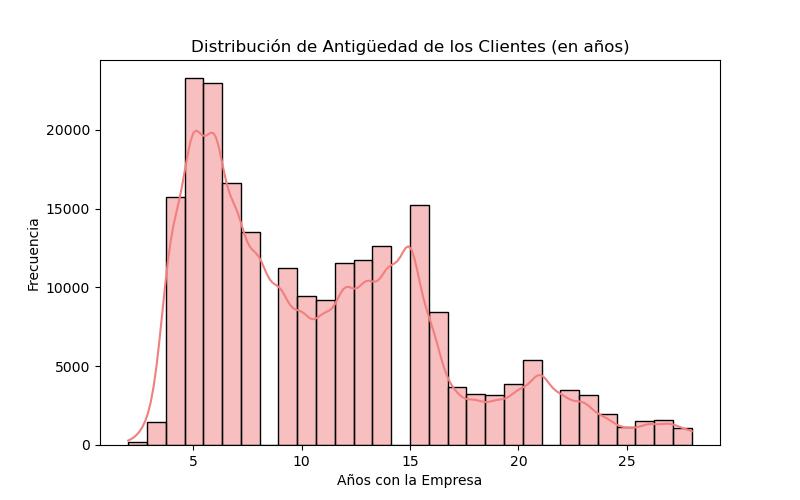 Distribución de Antigüedad de los Clientes (en años)
20000
15000
10000
5000
0
Frecuencia
5 10 15 20 25
Años con la Empresa